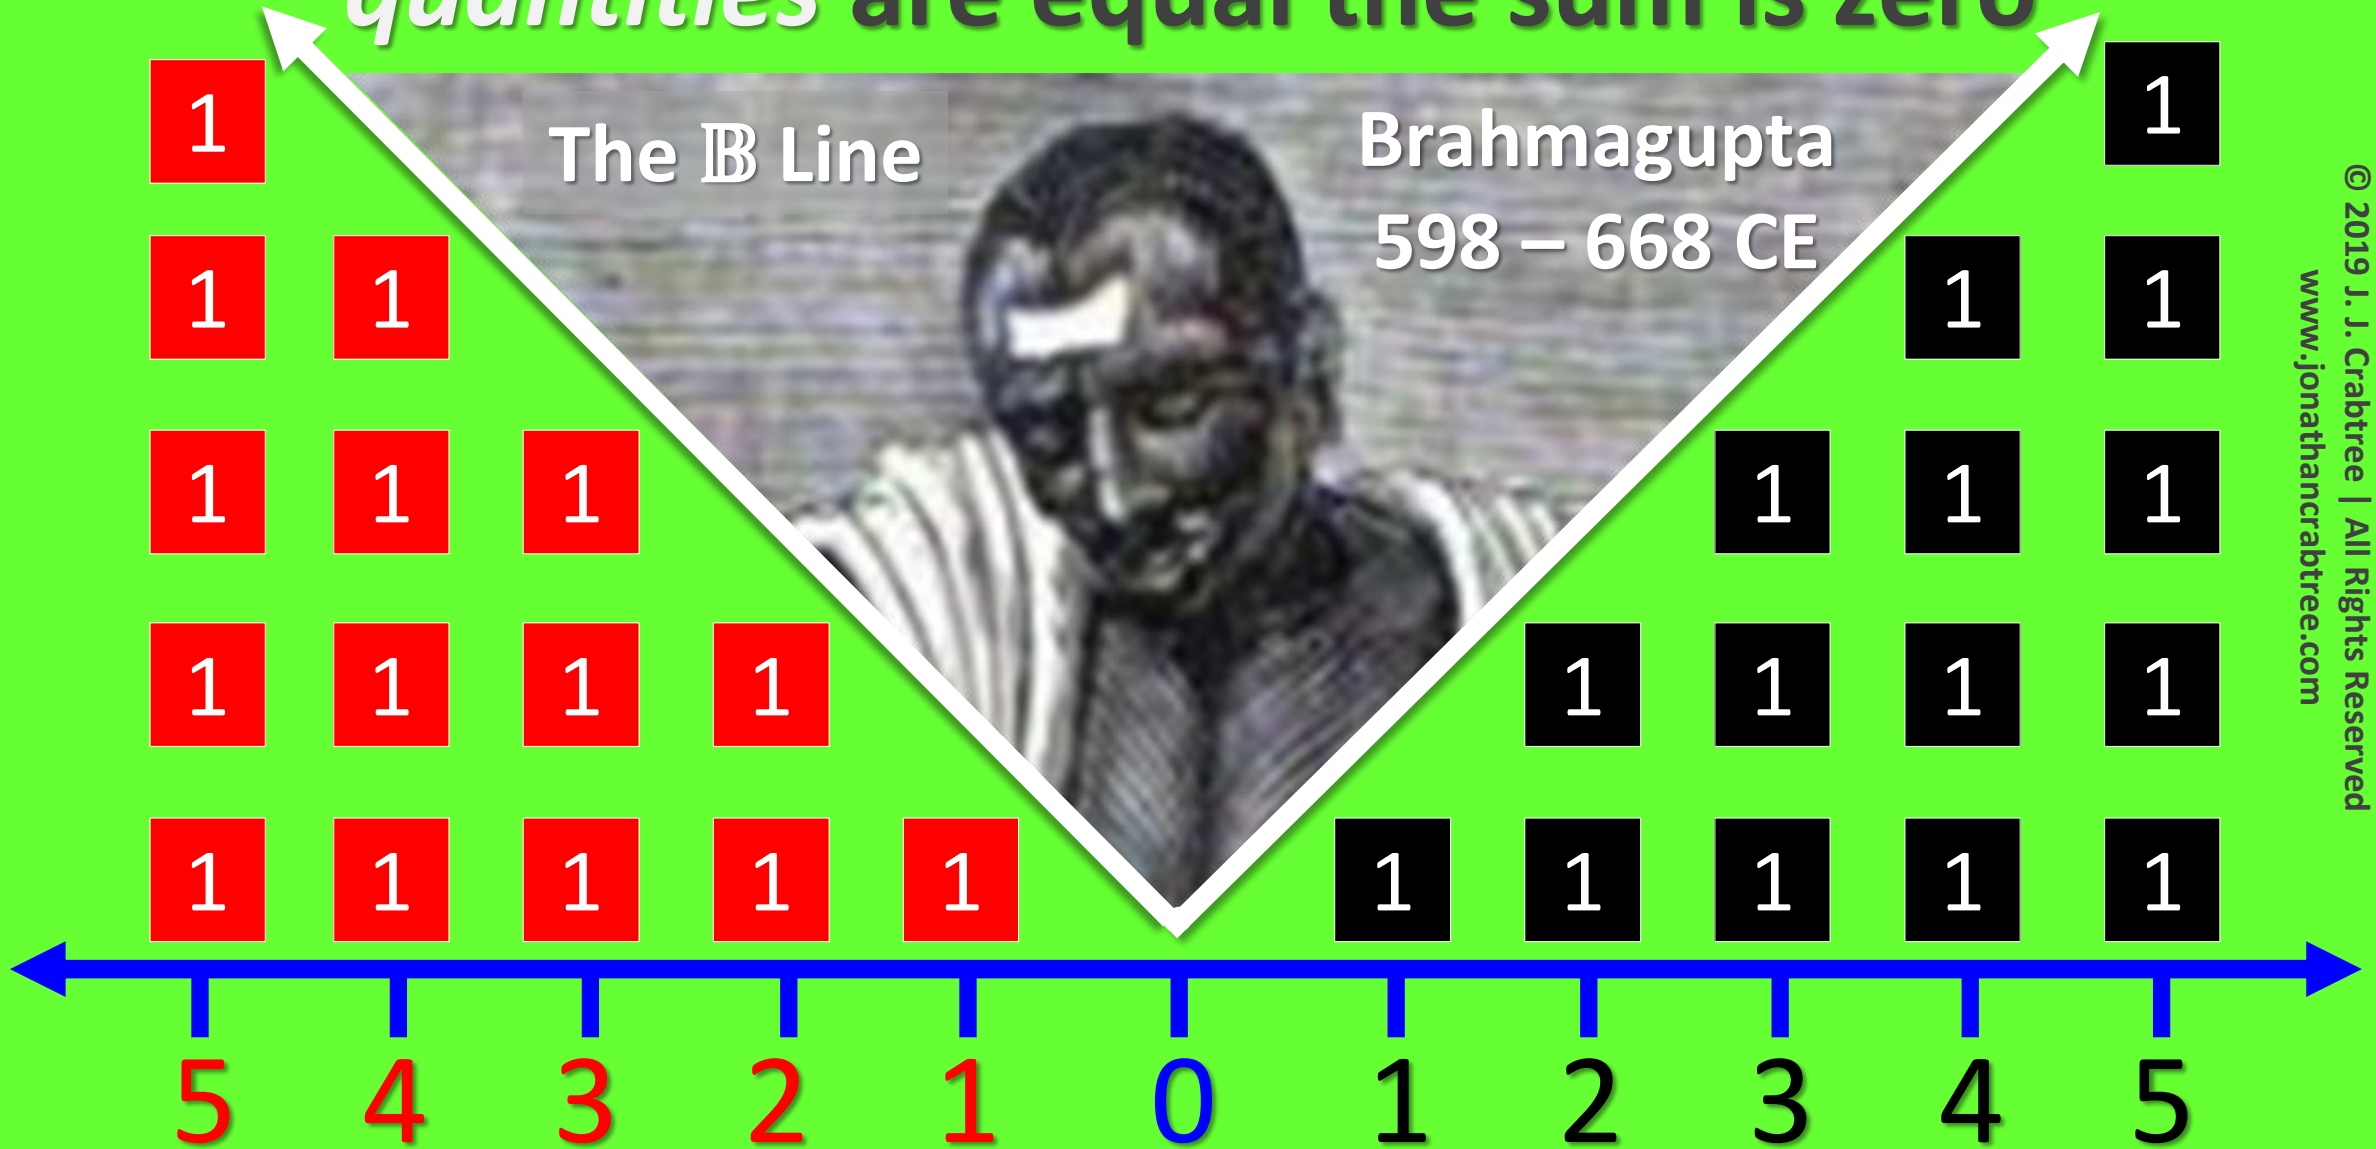 quantities are equal the sum is zero
The 𝔹 Line
Brahmagupta
598 – 668 CE
1 1
1 1 1 1
1 1 1 1 1 1
1 1 1 1 1 1 1 1
1 1 1 1 1 1 1 1 1 1
5 4 3 2 1 0 1 2 3 4 5
© 2019 J. J. Crabtree | All Rights Reserved
www.jonathancrabtree.com